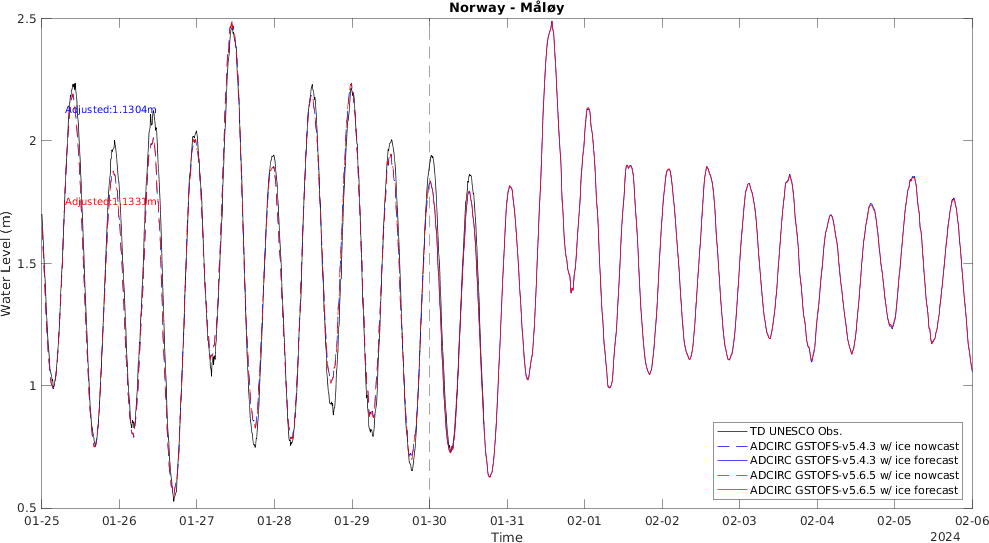 Norway - Måløy
2.5
2
1.5
1
0.5
Water Level (m)
Adjusted:1.1304m
Adjusted:1.1331m
TD UNESCO Obs.
ADCIRC GSTOFS-v5.4.3 w/ ice nowcast
ADCIRC GSTOFS-v5.4.3 w/ ice forecast
ADCIRC GSTOFS-v5.6.5 w/ ice nowcast
ADCIRC GSTOFS-v5.6.5 w/ ice forecast
01-25 01-26 01-27 01-28 01-29 01-30 01-31 02-01 02-02 02-03 02-04 02-05 02-06
Time
2024